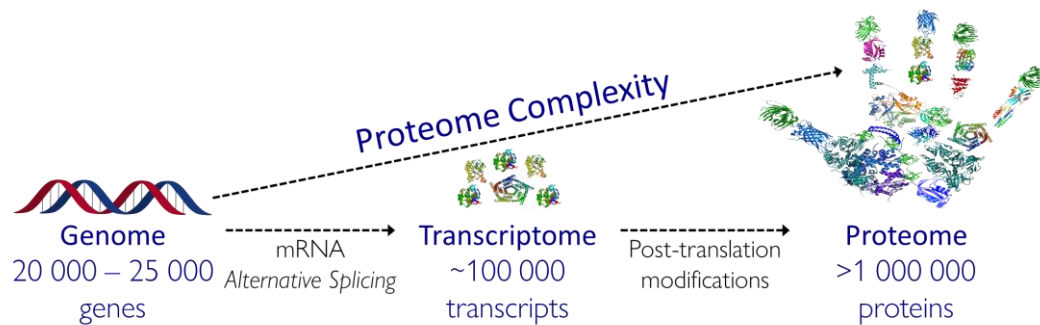 Proteome Complexity
Genome
20 000 – 25 000
genes
mRNA
Alternative Splicing
Transcriptome
~100 000
transcripts
Post-translation
modifications
Proteome
>1 000 000
proteins